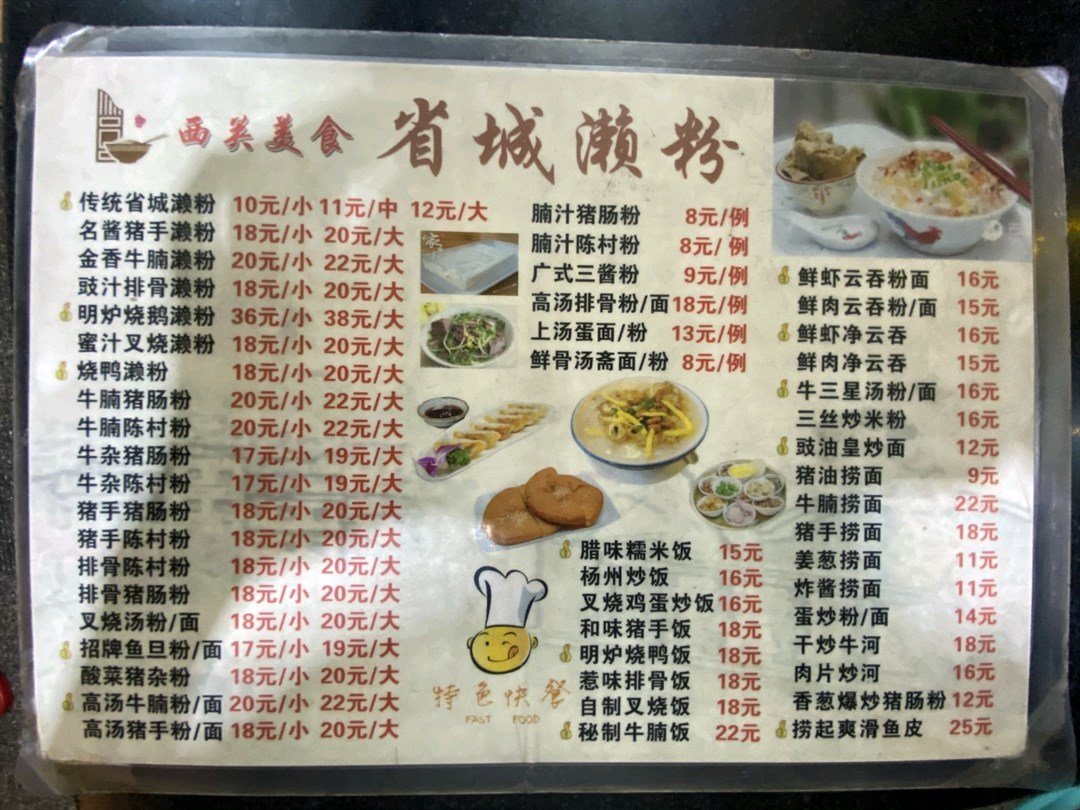 西关美食 省城濑粉
传统省城濑粉 10元/小 11元/中 12元/大
名酱猪手濑粉 18元/小 20元/大
金香牛腩濑粉 20元/小 22元/大
豉汁排骨濑粉 18元/小 20元/大
明炉烧鹅濑粉 36元/小 38元/大
蜜汁叉烧濑粉 18元/小 20元/大
烧鸭濑粉 18元/小 20元/大
牛腩猪肠粉 20元/小 22元/大
牛腩陈村粉 20元/小 22元/大
牛杂猪肠粉 17元/小 19元/大
牛杂陈村粉 17元/小 19元/大
猪手猪肠粉 18元/小 20元/大
猪手陈村粉 18元/小 20元/大
排骨陈村粉 18元/小 20元/大
排骨猪肠粉 18元/小 20元/大
叉烧汤粉/面 18元/小 20元/大
招牌鱼旦粉/面 17元/小 19元/大
酸菜猪杂粉 18元/小 20元/大
高汤牛腩粉/面 20元/小 22元/大
高汤猪手粉/面 18元/小 20元/大
腩汁猪肠粉 8元/例
腩汁陈村粉 8元/例
广式三酱粉 9元/例
高汤排骨粉/面 18元/例
上汤蛋面/粉 13元/例
鲜骨汤斋面/粉 8元/例
腊味糯米饭 15元
杨州炒饭 16元
叉烧鸡蛋炒饭 16元
和味猪手饭 18元
明炉烧鸭饭 18元
惹味排骨饭 18元
自制叉烧饭 18元
秘制牛腩饭 22元
特色快餐
FAST FOOD
鲜虾云吞粉面 16元
鲜肉云吞粉/面 15元
鲜虾净云吞 16元
鲜肉净云吞 15元
牛三星汤粉/面 16元
三丝炒米粉 16元
豉油皇炒面 12元
猪油捞面 9元
牛腩捞面 22元
猪手捞面 18元
姜葱捞面 11元
炸酱捞面 11元
蛋炒粉/面 14元
干炒牛河 18元
肉片炒河 16元
香葱爆炒猪肠粉 12元
捞起爽滑鱼皮 25元